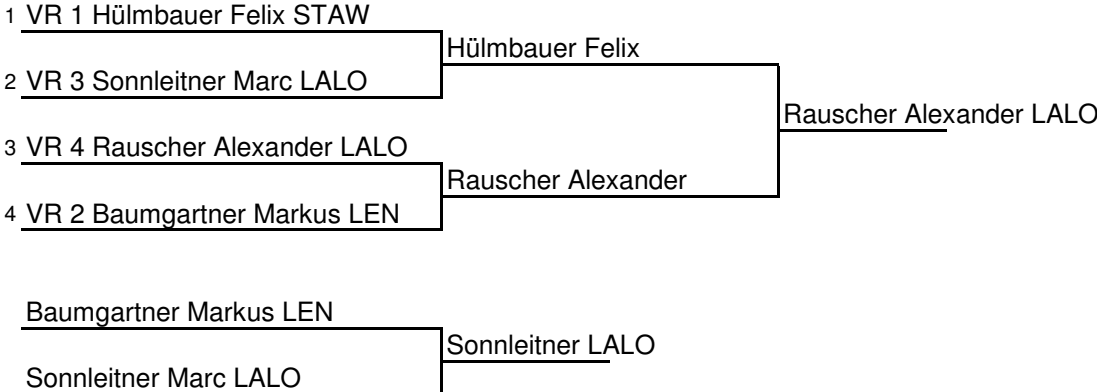 1 VR 1 Hülmbauer Felix STAW
Hülmbauer Felix
2 VR 3 Sonnleitner Marc LALO
Rauscher Alexander LALO
3 VR 4 Rauscher Alexander LALO
Rauscher Alexander
4 VR 2 Baumgartner Markus LEN
Baumgartner Markus LEN
Sonnleitner LALO
Sonnleitner Marc LALO